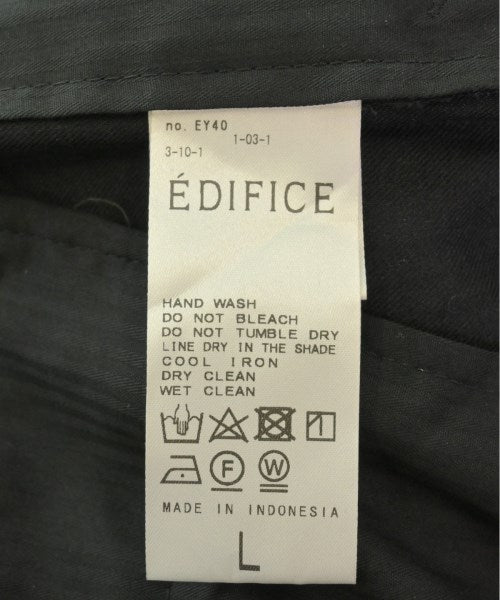 no. EY40
1-03-1
3-10-1
ÉDIFICE
HAND WASH
DO NOT BLEACH
DO NOT TUMBLE DRY
LINE DRY IN THE SHADE
COOL IRON
DRY CLEAN
WET CLEAN
F W
MADE IN INDONESIA
L